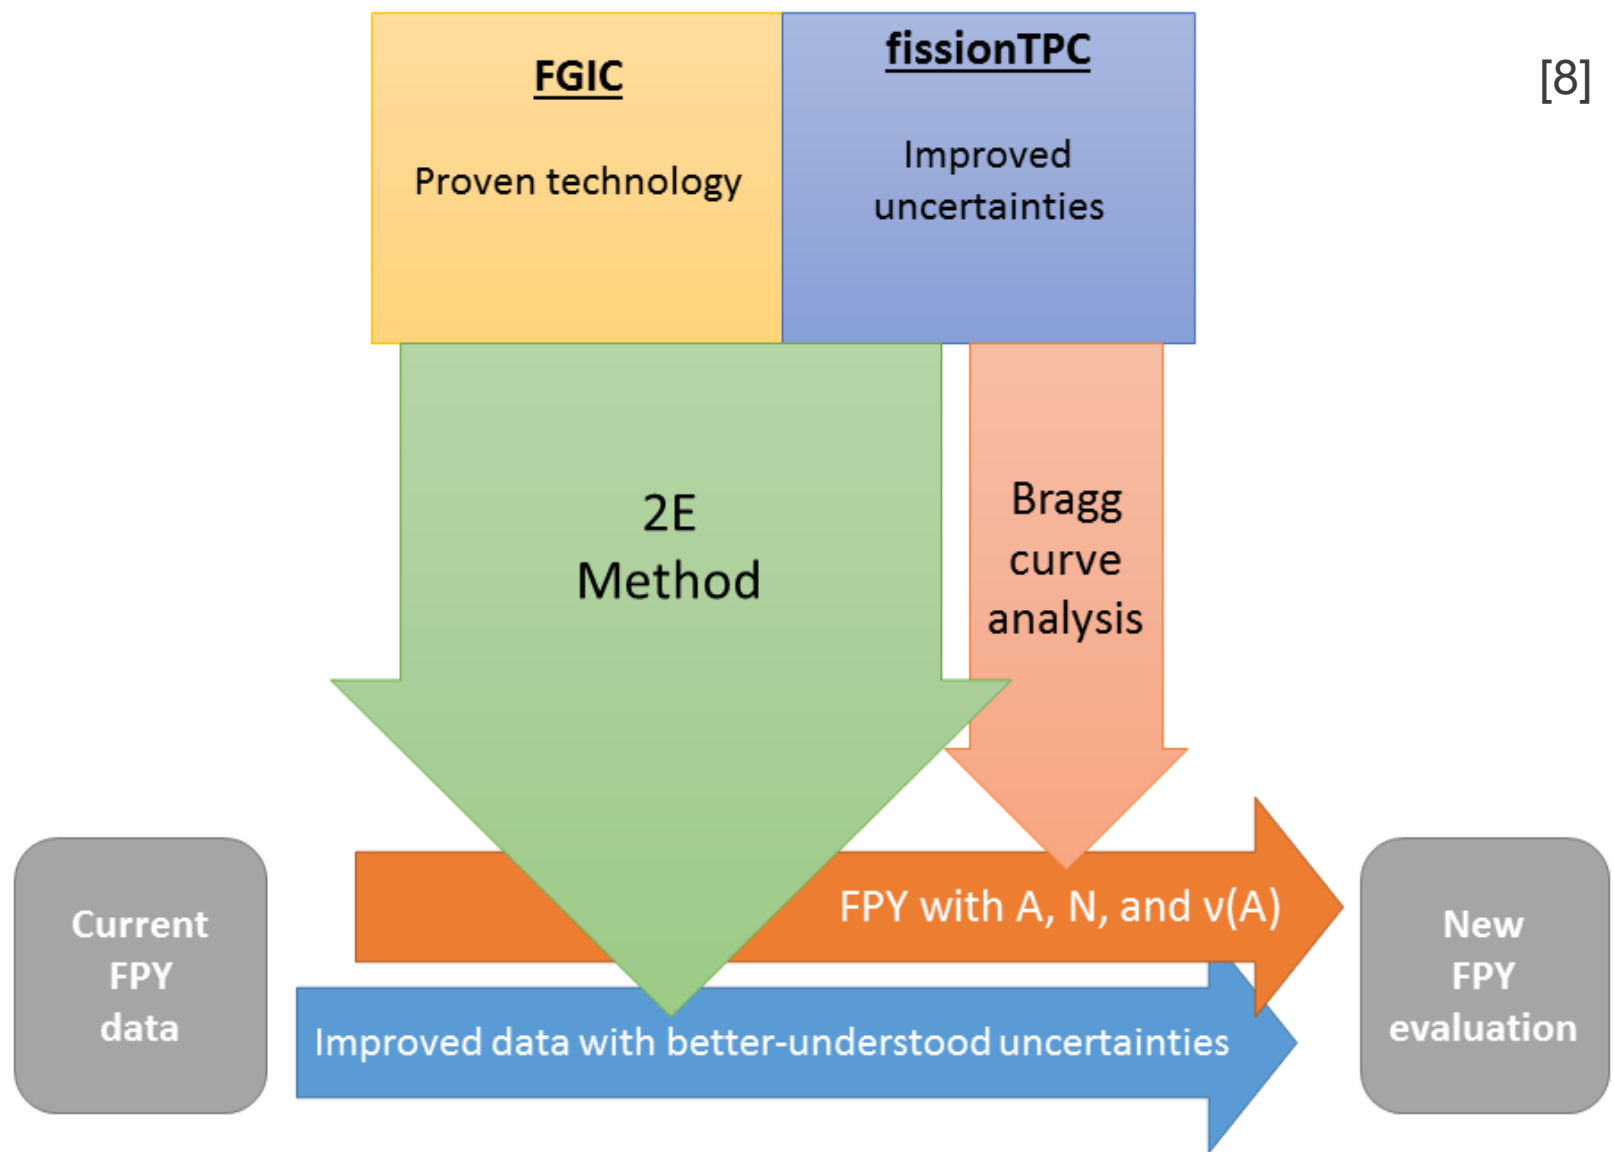 FGIC
Proven technology
fissionTPC
Improved
uncertainties
[8]
2E
Method
Bragg
curve
analysis
Current
FPY
data
FPY with A, N, and ν(A)
Improved data with better-understood uncertainties
New
FPY
evaluation